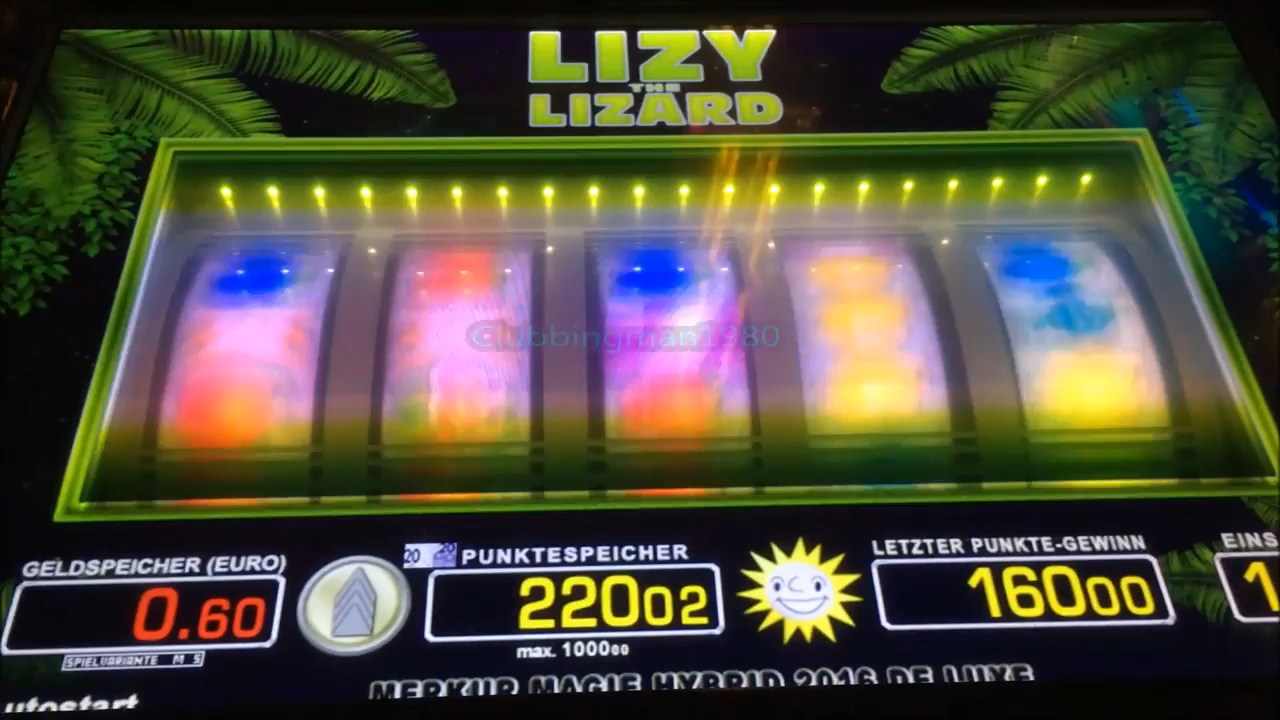 LIZY
THE
LIZARD
Clubbingman1980
GELDSPEICHER (EURO)
0.60
SPIELVARIANTE M S
20 20
PUNKTESPEICHER
22002
max. 100000
LETZTER PUNKTE-GEWINN
16000
EINS
1
MERKUR MAGIE HYBRID 2016 DE LUXE
utostart